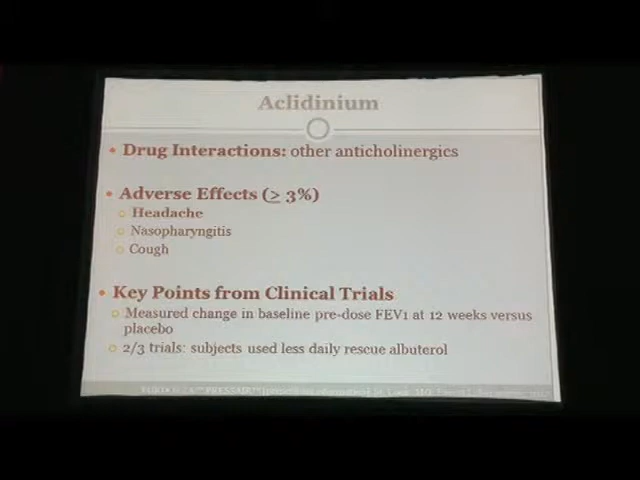 Aclidinium
• Drug Interactions: other anticholinergics
• Adverse Effects (≥ 3%)
○ Headache
○ Nasopharyngitis
○ Cough
• Key Points from Clinical Trials
○ Measured change in baseline pre-dose FEV1 at 12 weeks versus
placebo
○ 2/3 trials: subjects used less daily rescue albuterol